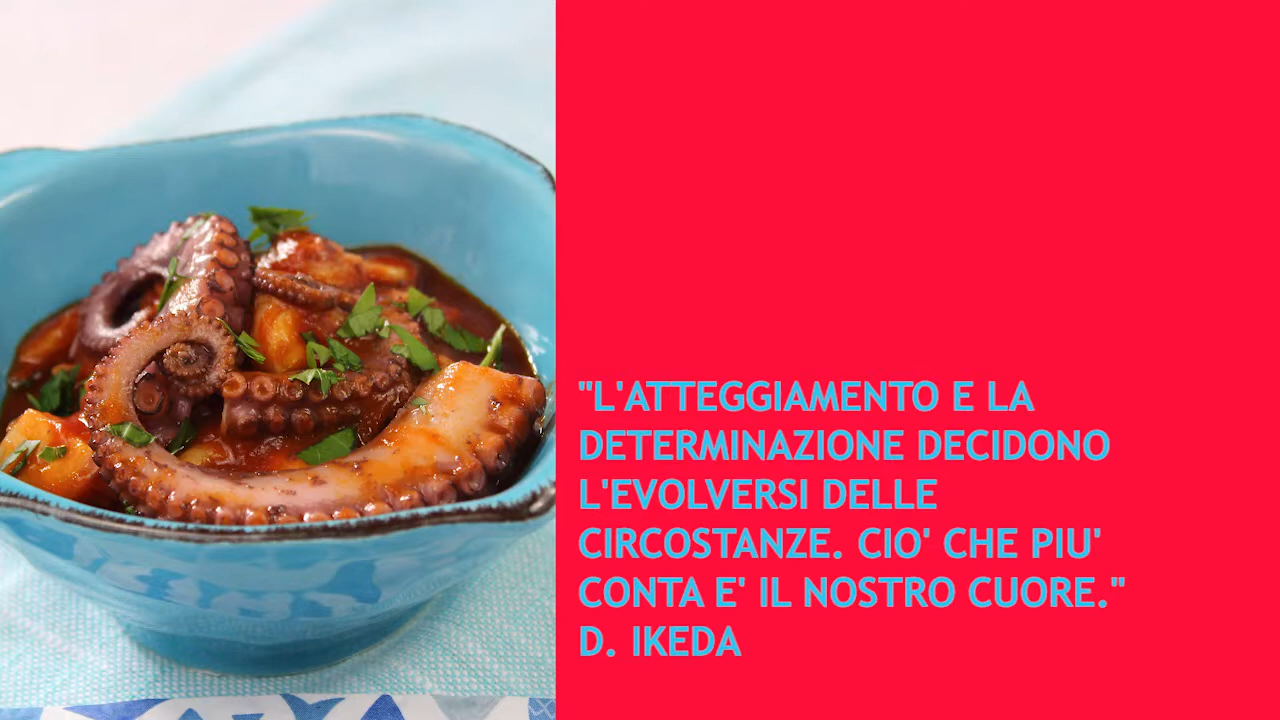 "L'ATTEGGIAMENTO E LA
DETERMINAZIONE DECIDONO
L'EVOLVERSI DELLE
CIRCOSTANZE. CIO' CHE PIU'
CONTA E' IL NOSTRO CUORE."
D. IKEDA